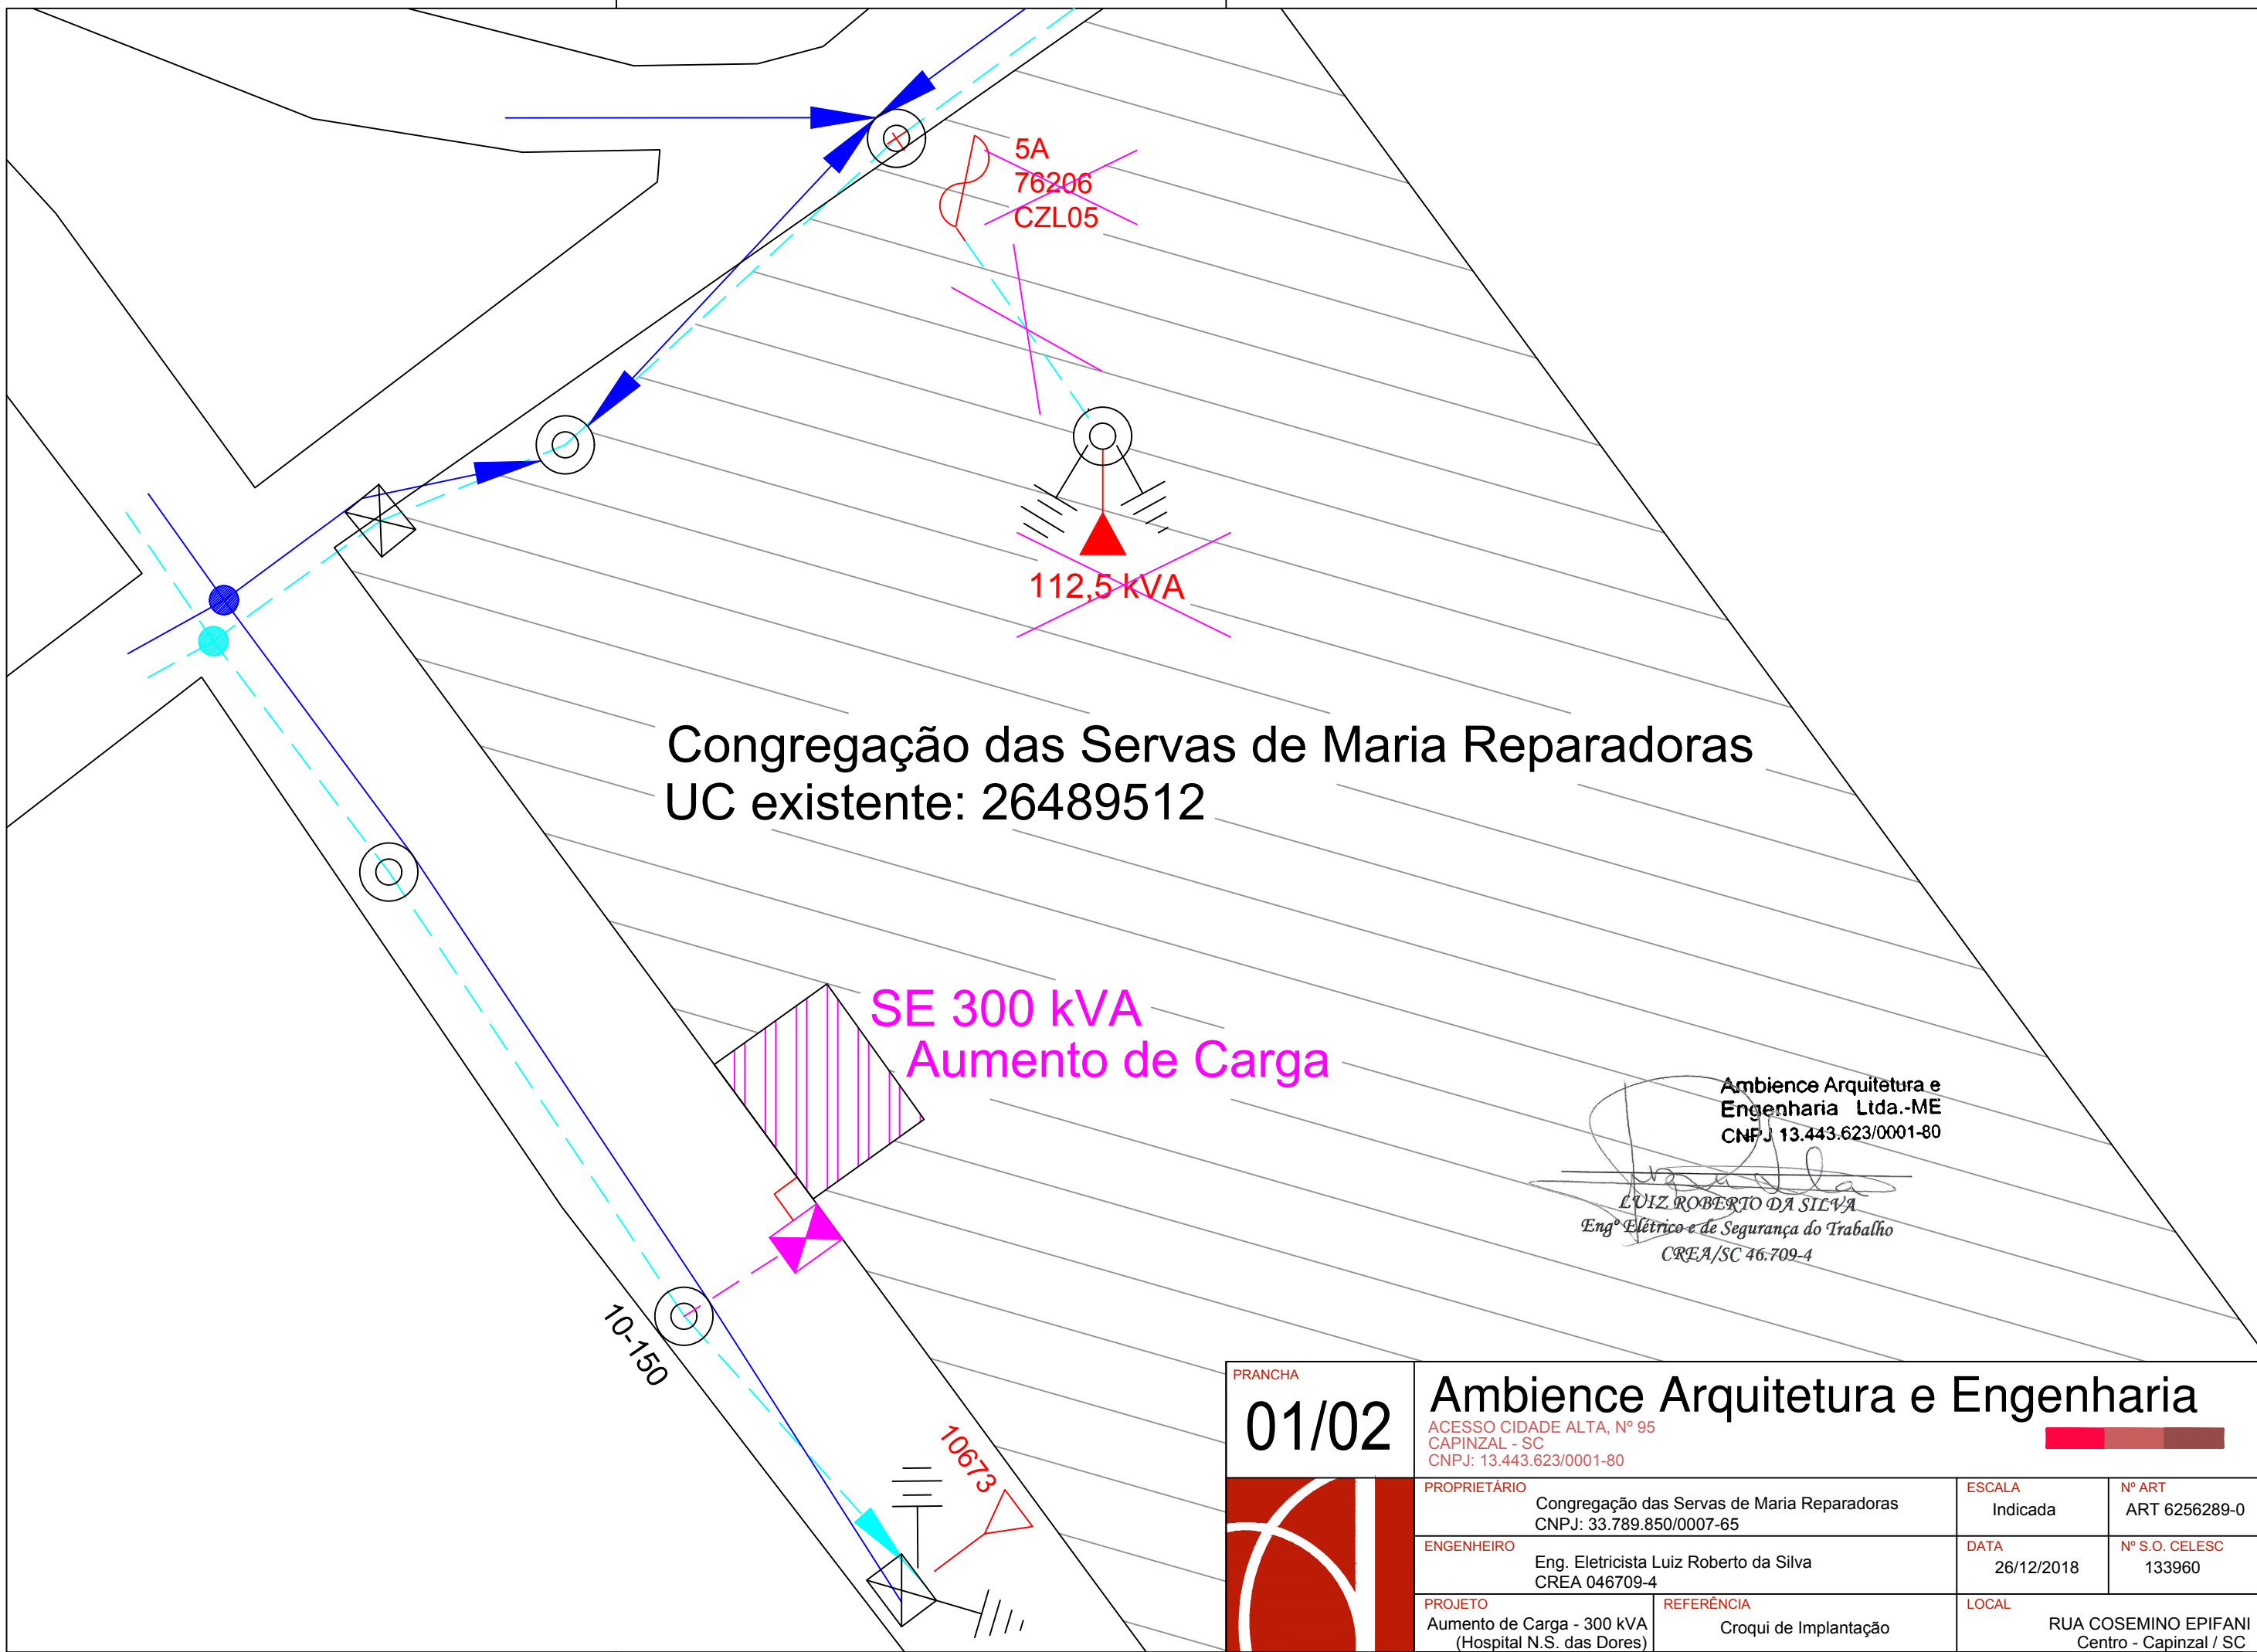 5A
76206
CZL05
112,5 kVA
Congregação das Servas de Maria Reparadoras
UC existente: 26489512
SE 300 kVA
Aumento de Carga
Ambience Arquitetura e
Engenharia Ltda.-ME
CNPJ 13.443.623/0001-80
LUIZ ROBERTO DA SILVA
Engº Elétrico e de Segurança do Trabalho
CREA/SC 46.709-4
10-150
10673
PRANCHA
01/02
Ambience Arquitetura e Engenharia
ACESSO CIDADE ALTA, Nº 95
CAPINZAL - SC
CNPJ: 13.443.623/0001-80
PROPRIETÁRIO
Congregação das Servas de Maria Reparadoras
CNPJ: 33.789.850/0007-65
ESCALA
Indicada
Nº ART
ART 6256289-0
ENGENHEIRO
Eng. Eletricista Luiz Roberto da Silva
CREA 046709-4
DATA
26/12/2018
Nº S.O. CELESC
133960
PROJETO
Aumento de Carga - 300 kVA
(Hospital N.S. das Dores)
REFERÊNCIA
Croqui de Implantação
LOCAL
RUA COSEMINO EPIFANI
Centro - Capinzal / SC